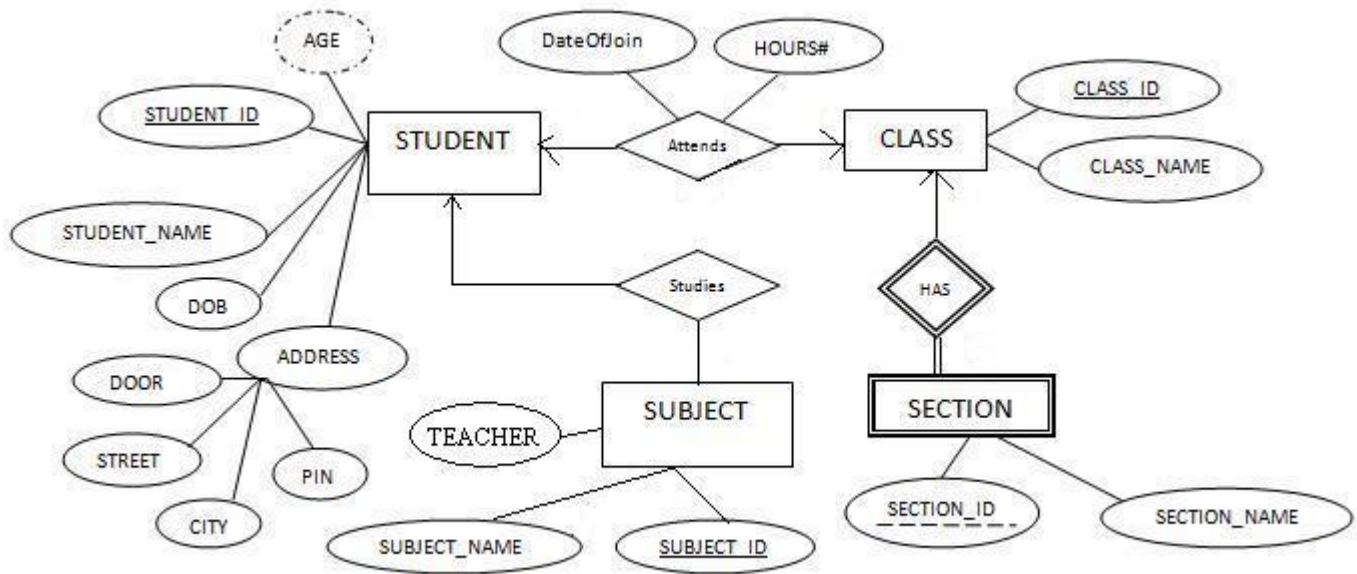 AGE
DateOfJoin
HOURS#
STUDENT_ID
STUDENT
Attends
CLASS
CLASS_ID
CLASS_NAME
STUDENT_NAME
DOB
Studies
HAS
ADDRESS
DOOR
STREET
CITY
PIN
TEACHER
SUBJECT
SECTION
SUBJECT_NAME
SUBJECT_ID
SECTION_ID
SECTION_NAME